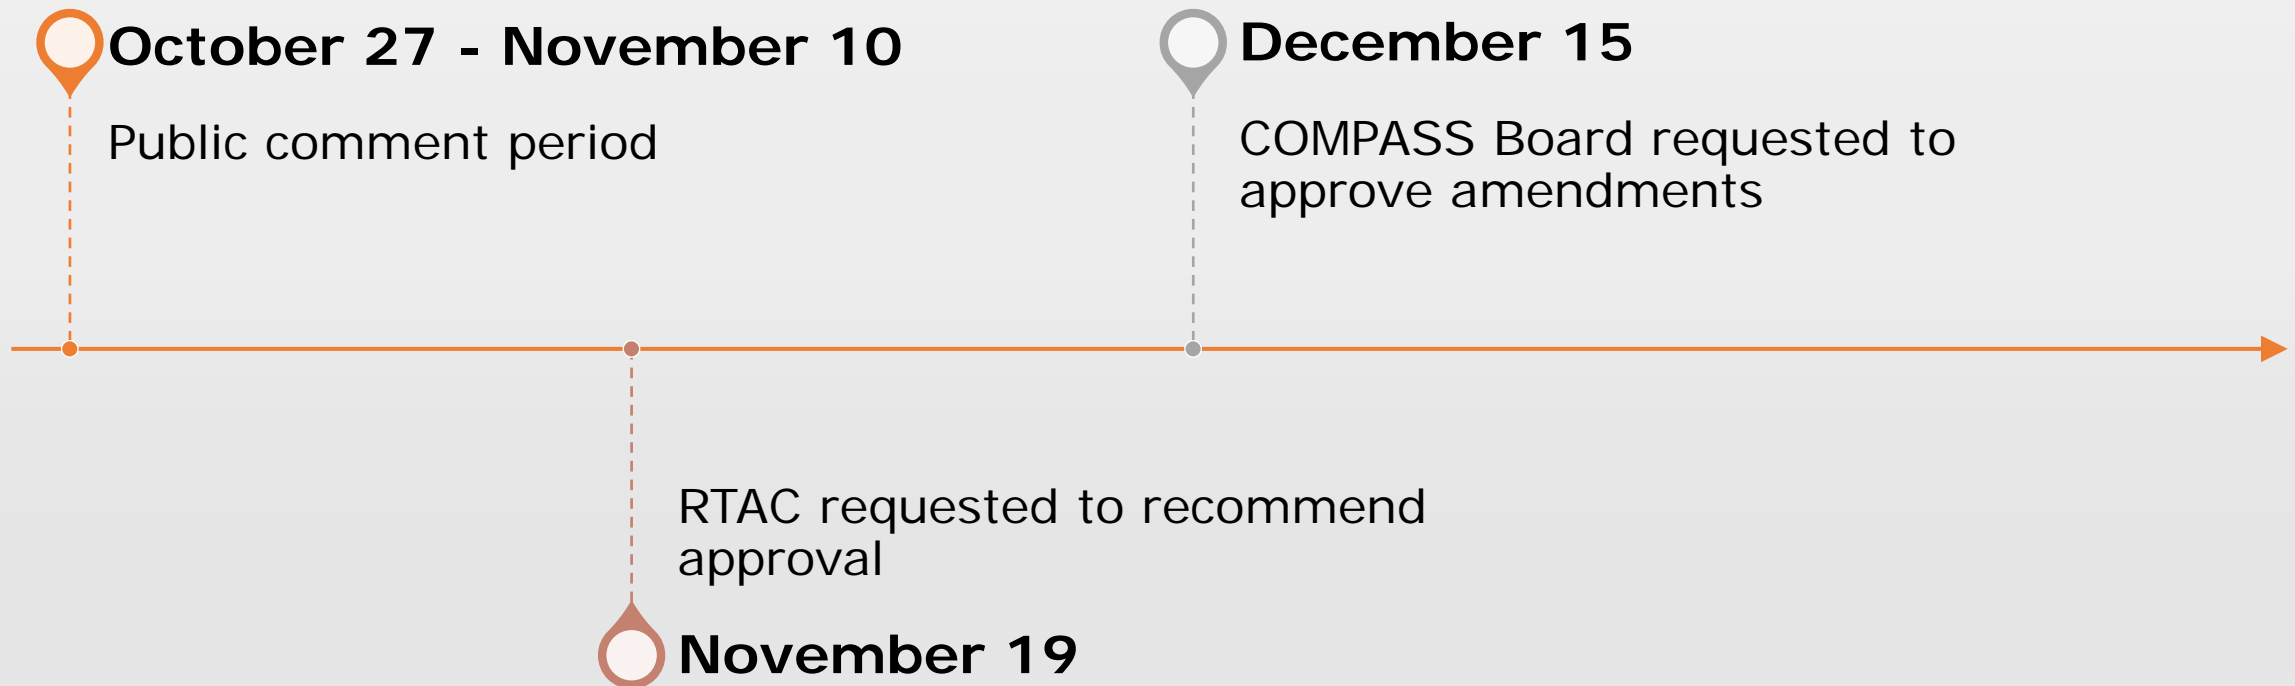 October 27 - November 10
Public comment period
December 15
COMPASS Board requested to
approve amendments
RTAC requested to recommend
approval
November 19